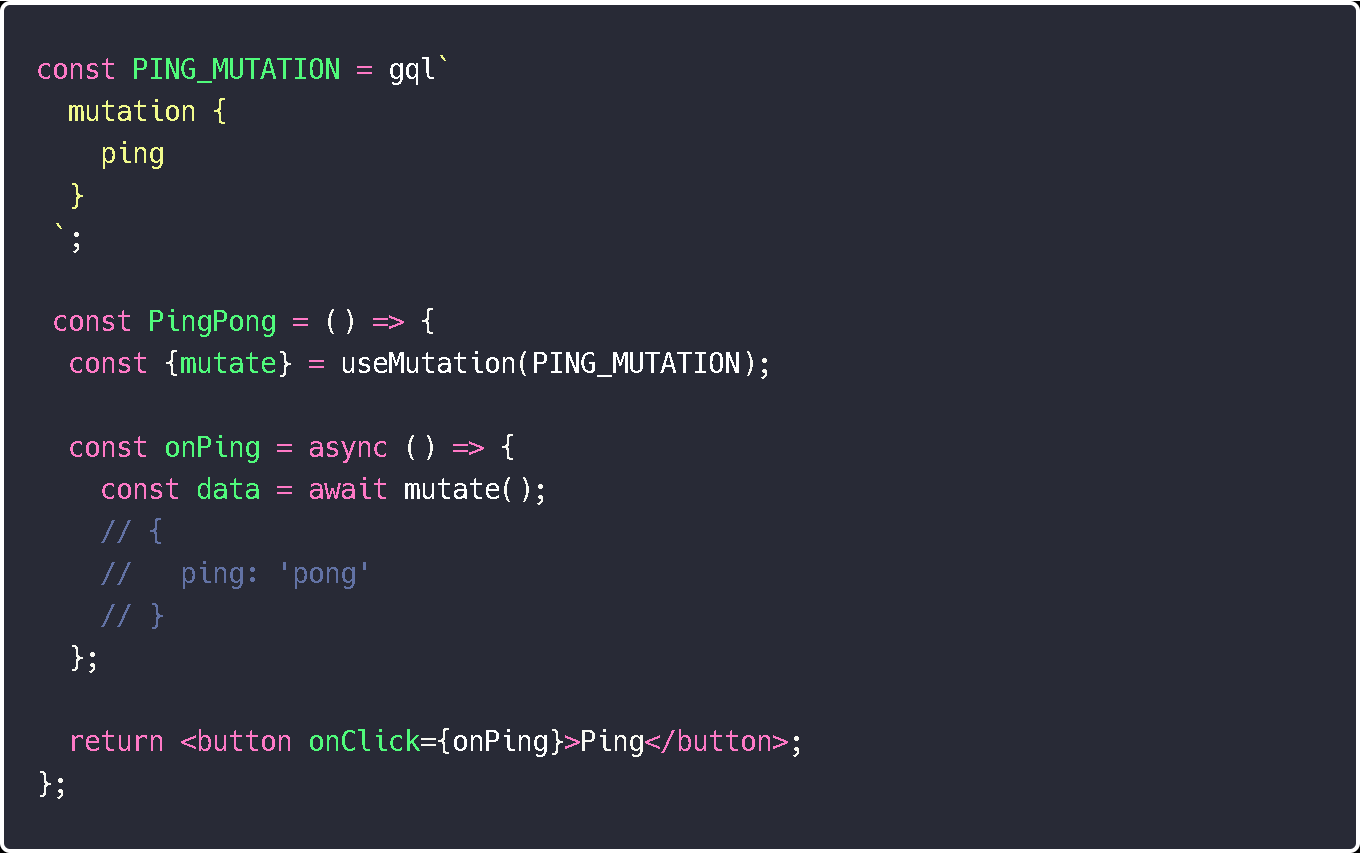 const PING_MUTATION = gql`
  mutation {
    ping
  }
 `;

 const PingPong = () => {
  const {mutate} = useMutation(PING_MUTATION);

  const onPing = async () => {
    const data = await mutate();
    // {
    //   ping: 'pong'
    // }
  };

  return <button onClick={onPing}>Ping</button>;
};